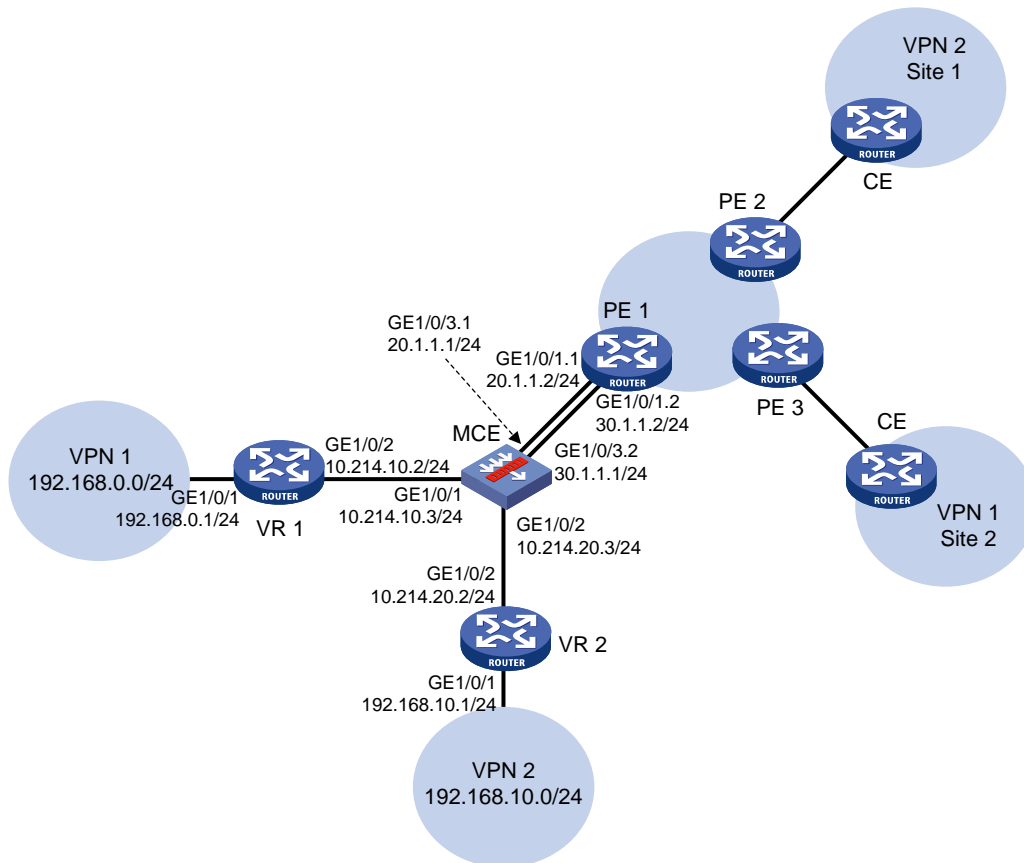 VPN 2
Site 1
ROUTER
CE
PE 2
ROUTER
GE1/0/3.1
20.1.1.1/24
PE 1
GE1/0/1.1
20.1.1.2/24
ROUTER
GE1/0/1.2
30.1.1.2/24
ROUTER
PE 3
MCE
GE1/0/3.2
30.1.1.1/24
CE
ROUTER
VPN 1
Site 2
VPN 1
192.168.0.0/24
GE1/0/1
192.168.0.1/24
ROUTER
VR 1
GE1/0/2
10.214.10.2/24
GE1/0/1
10.214.10.3/24
GE1/0/2
10.214.20.3/24
GE1/0/2
10.214.20.2/24
ROUTER
VR 2
GE1/0/1
192.168.10.1/24
VPN 2
192.168.10.0/24